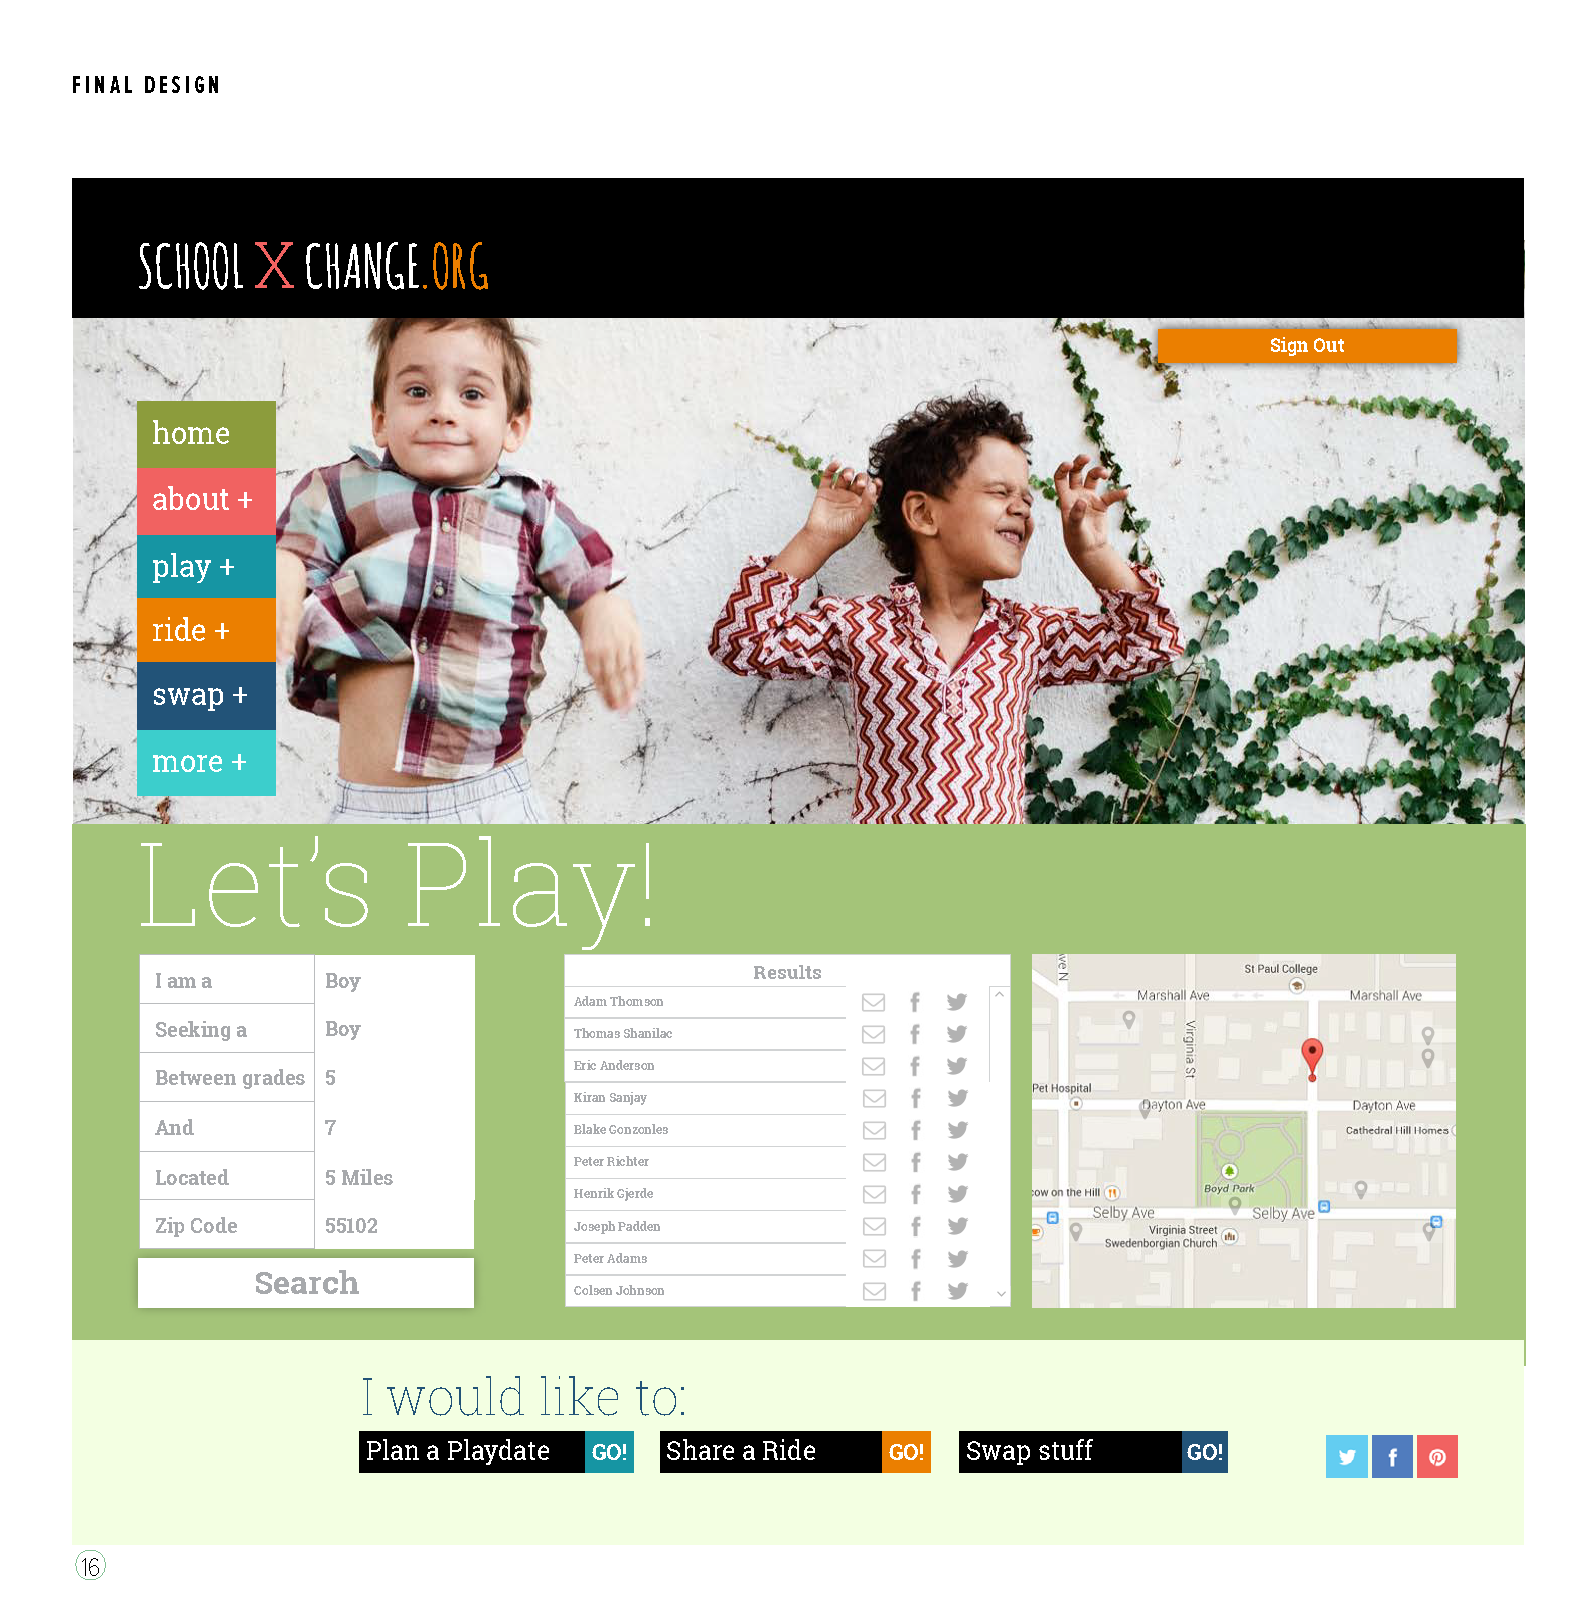 FINAL DESIGN
SCHOOL X CHANGE.ORG
Sign Out
home
about +
play +
ride +
swap +
more +
Let's Play!
I am a Boy
Seeking a Boy
Between grades 5
And 7
Located 5 Miles
Zip Code 55102
Search
Results
Adam Thomson
Thomas Shanilac
Eric Anderson
Kiran Sanjay
Blake Gonzonles
Peter Richter
Henrik Gjerde
Joseph Padden
Peter Adams
Colsen Johnson
St Paul College
ve N
Marshall Ave
Marshall Ave
Virginia St
Pet Hospital
Dayton Ave
Dayton Ave
Cathedral Hill Homes
Boyd Park
ow on the Hill
Selby Ave
Selby Ave
Virginia Street
Swedenborgian Church
I would like to:
Plan a Playdate GO!
Share a Ride GO!
Swap stuff GO!
16